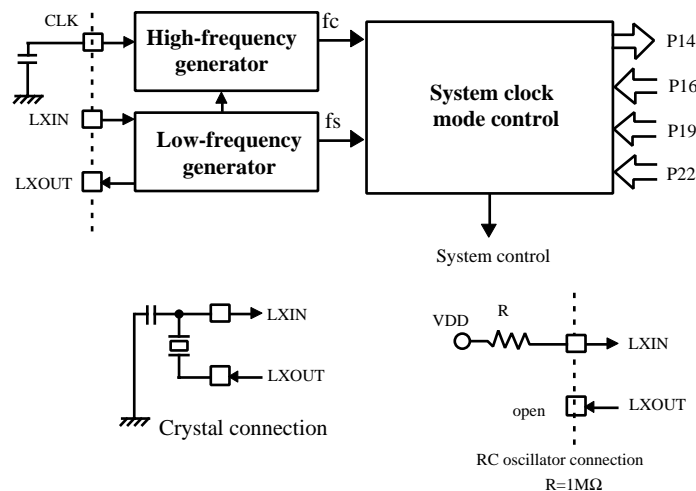 CLK
High-frequency
generator
fc
P14
P16
LXIN
Low-frequency
generator
fs
System clock
mode control
P19
LXOUT
P22
System control
LXIN
LXOUT
Crystal connection
VDD
R
LXIN
open
LXOUT
RC oscillator connection
R=1MΩ